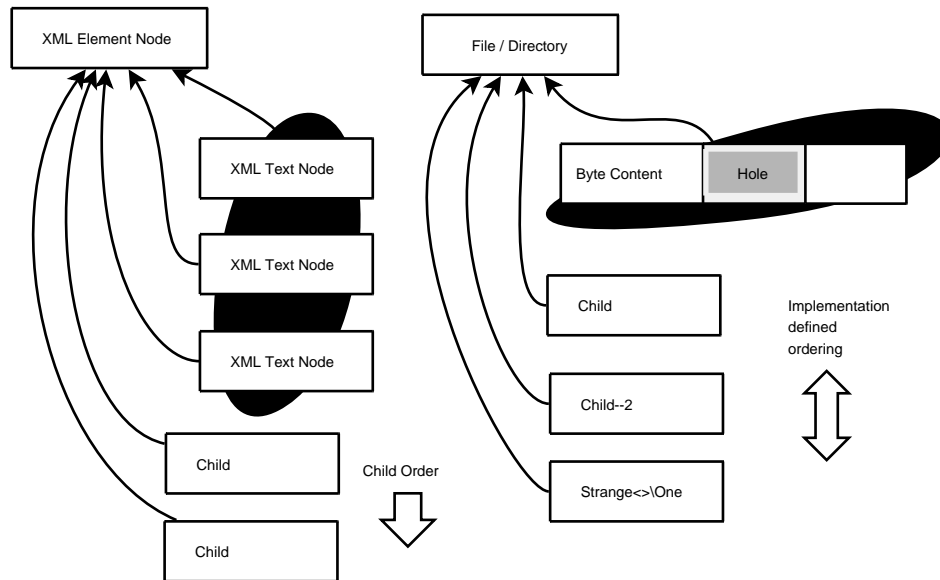 XML Element Node
XML Text Node
XML Text Node
XML Text Node
Child
Child
Child Order
File / Directory
Byte Content
Hole
Child
Child--2
Strange<>\One
Implementation
defined
ordering